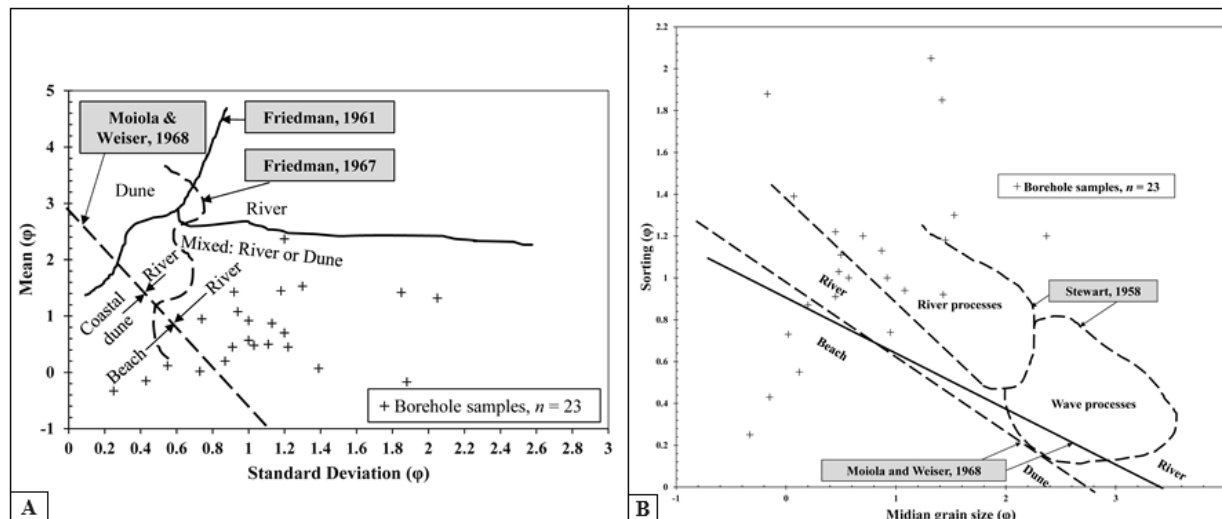 5
4
3
2
1
0
-1
Mean (φ)
Moiola &
Weiser, 1968
Friedman, 1961
Friedman, 1967
Dune
River
Mixed: River or Dune
River
River
Coastal
dune
Beach
+ Borehole samples, n = 23
0 0.2 0.4 0.6 0.8 1 1.2 1.4 1.6 1.8 2 2.2 2.4 2.6 2.8 3
Standard Deviation (φ)
A
2.2
2
1.8
1.6
1.4
1.2
1
0.8
0.6
0.4
0.2
0
Sorting (φ)
+ Borehole samples, n = 23
River
River processes
Stewart, 1958
Beach
Wave processes
Moiola and Weiser, 1968
Dune
River
-1 0 1 2 3
Midian grain size (φ)
B